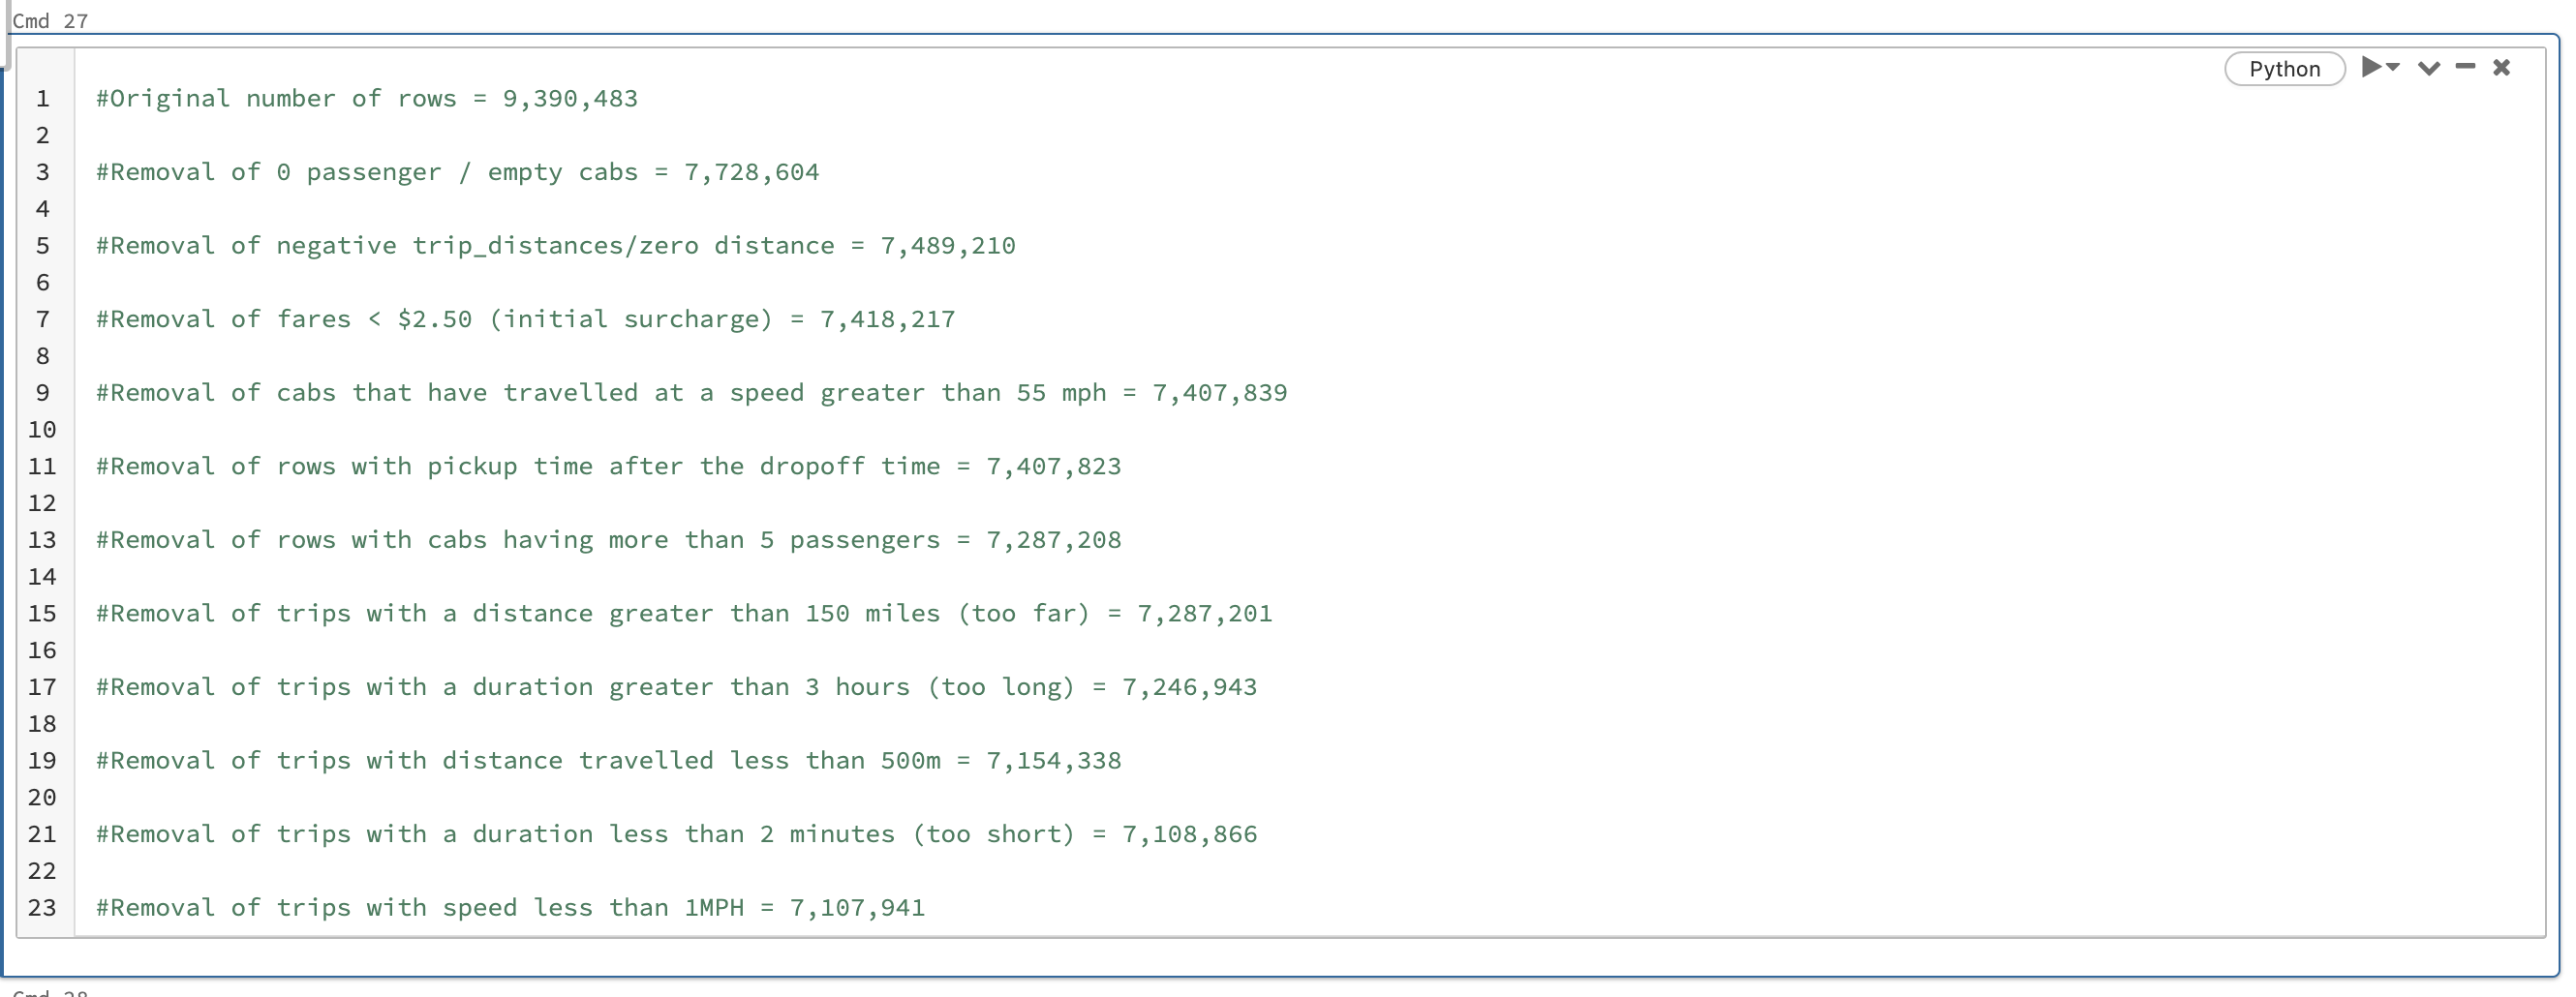 Cmd 27
Python
1 #Original number of rows = 9,390,483
2
3 #Removal of 0 passenger / empty cabs = 7,728,604
4
5 #Removal of negative trip_distances/zero distance = 7,489,210
6
7 #Removal of fares < $2.50 (initial surcharge) = 7,418,217
8
9 #Removal of cabs that have travelled at a speed greater than 55 mph = 7,407,839
10
11 #Removal of rows with pickup time after the dropoff time = 7,407,823
12
13 #Removal of rows with cabs having more than 5 passengers = 7,287,208
14
15 #Removal of trips with a distance greater than 150 miles (too far) = 7,287,201
16
17 #Removal of trips with a duration greater than 3 hours (too long) = 7,246,943
18
19 #Removal of trips with distance travelled less than 500m = 7,154,338
20
21 #Removal of trips with a duration less than 2 minutes (too short) = 7,108,866
22
23 #Removal of trips with speed less than 1MPH = 7,107,941
Cmd 28